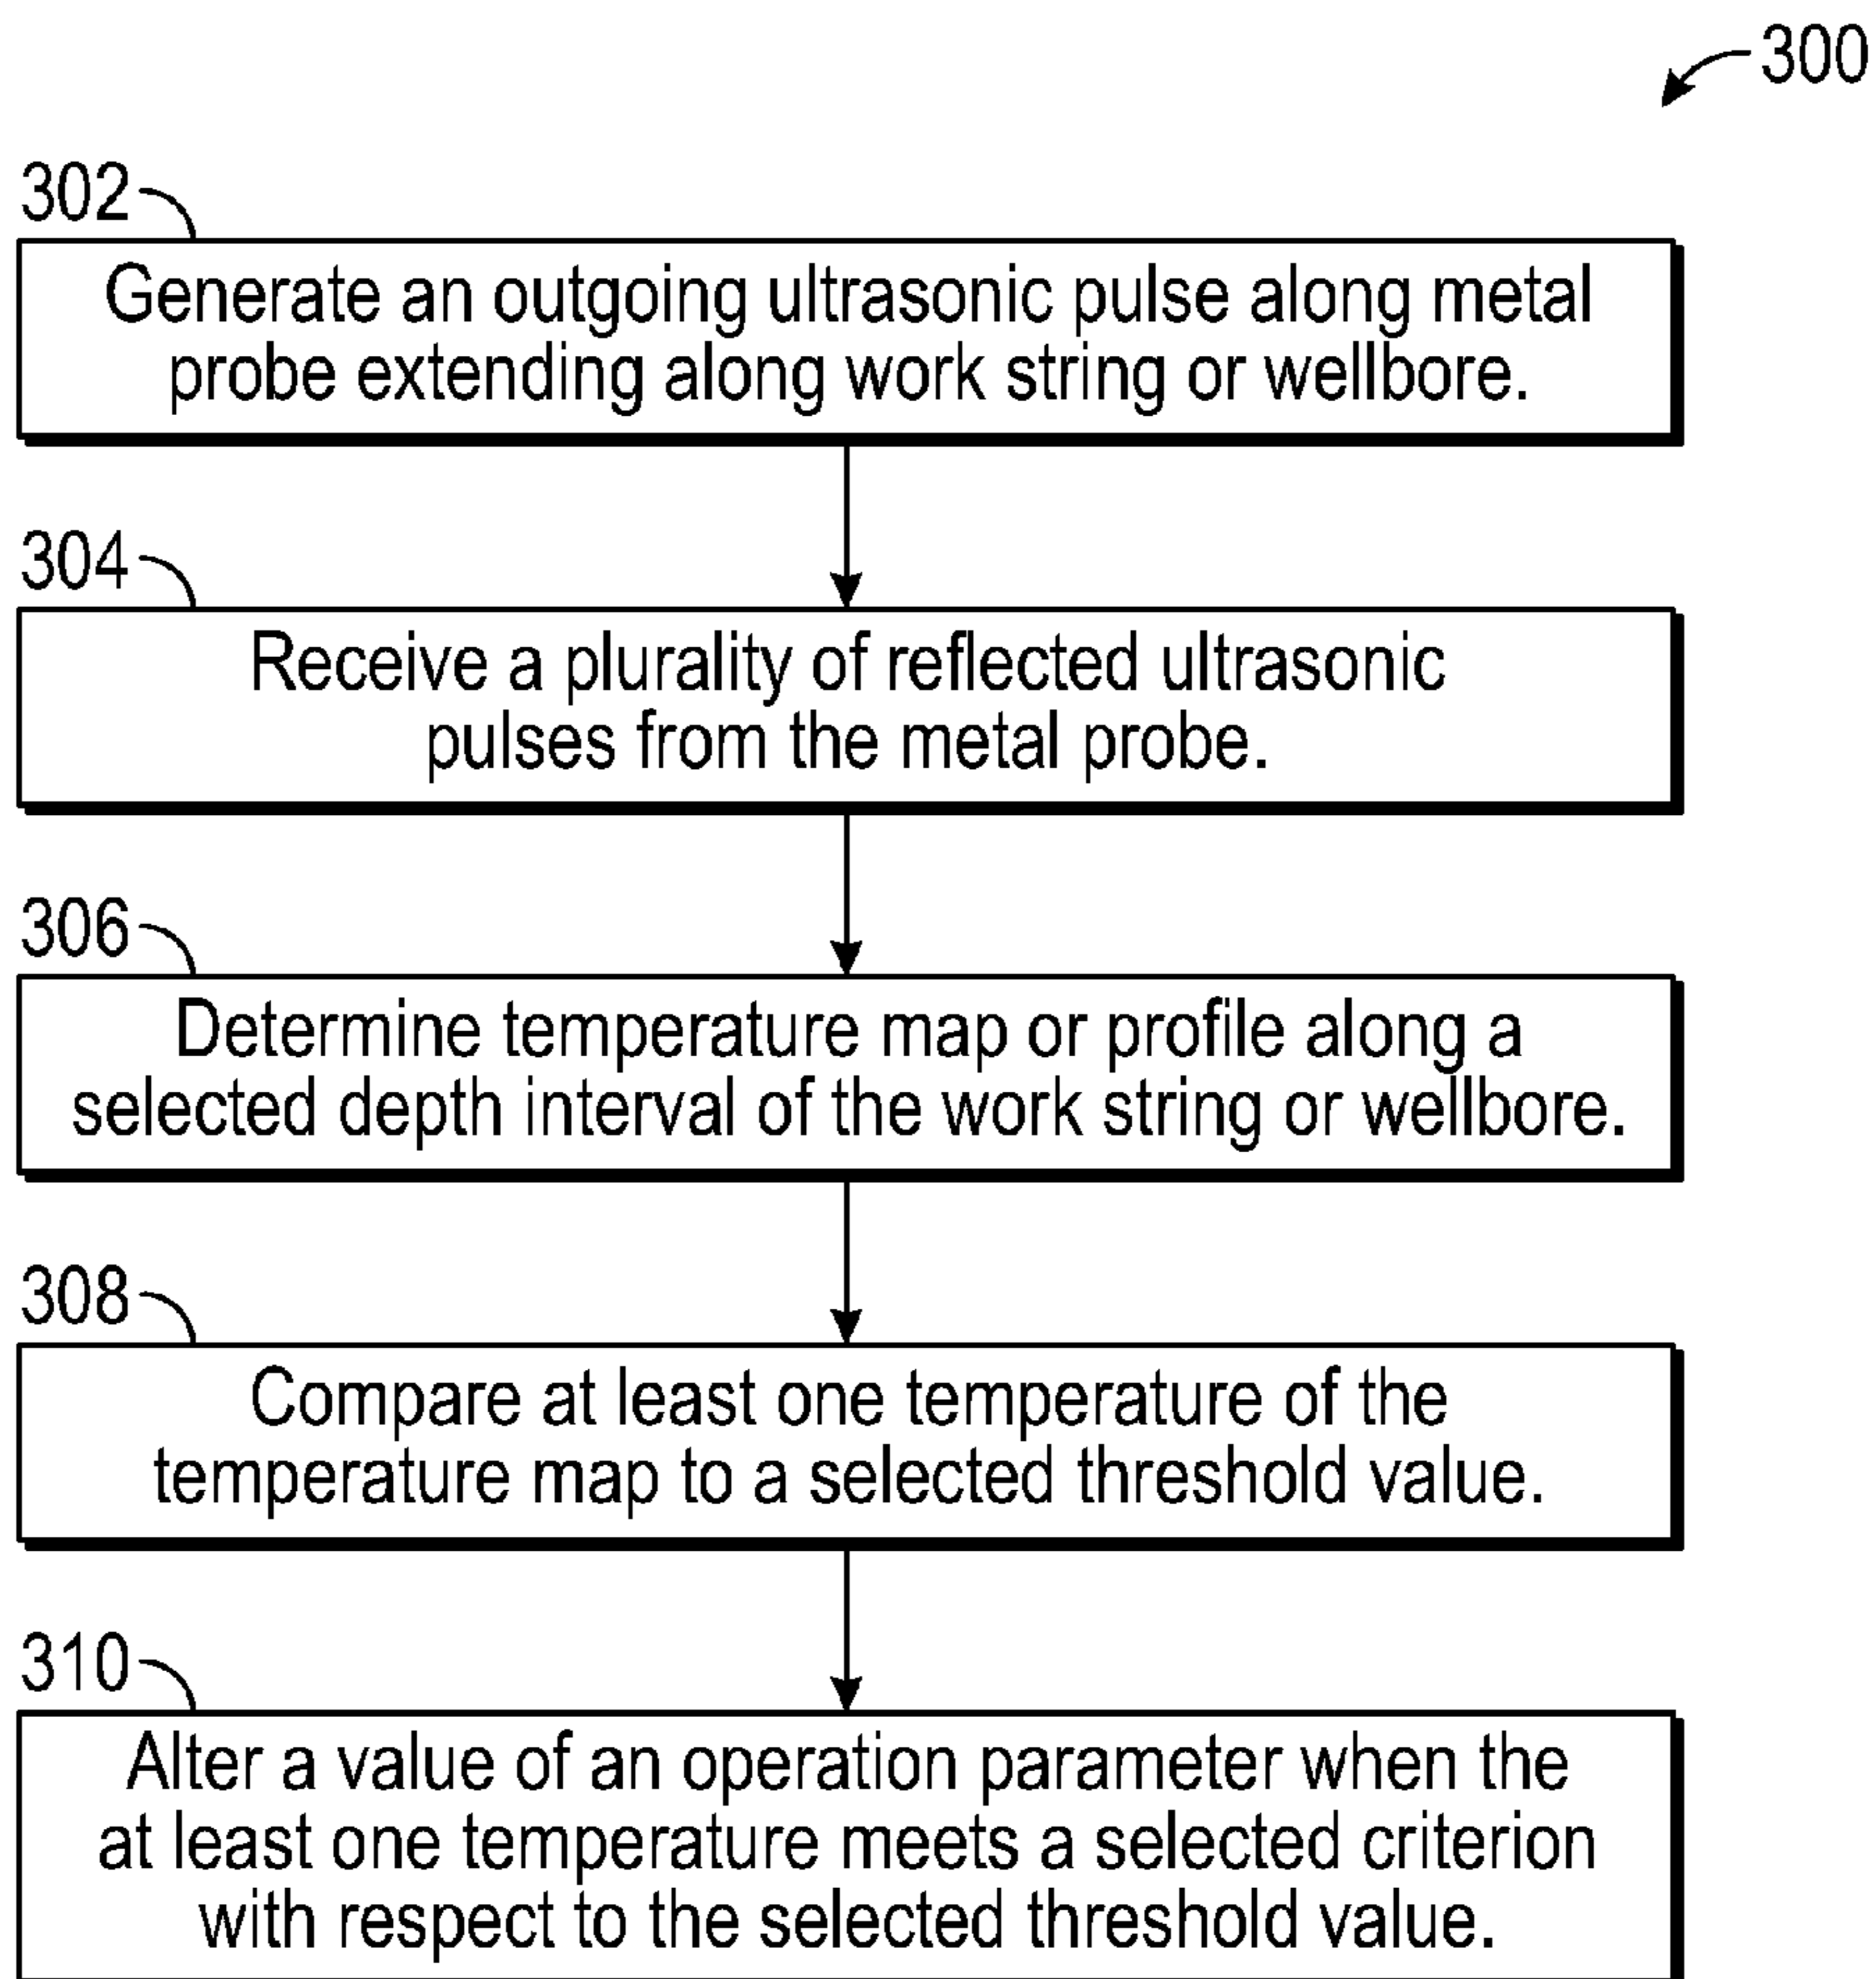 300
302
Generate an outgoing ultrasonic pulse along metal
probe extending along work string or wellbore.
304
Receive a plurality of reflected ultrasonic
pulses from the metal probe.
306
Determine temperature map or profile along a
selected depth interval of the work string or wellbore.
308
Compare at least one temperature of the
temperature map to a selected threshold value.
310
Alter a value of an operation parameter when the
at least one temperature meets a selected criterion
with respect to the selected threshold value.